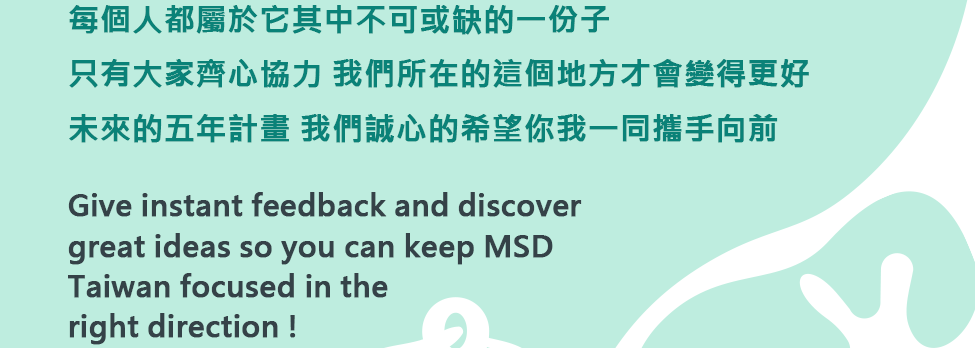 每個人都屬於它其中不可或缺的一份子
只有大家齊心協力 我們所在的這個地方才會變得更好
未來的五年計畫 我們誠心的希望你我一同攜手向前
Give instant feedback and discover
great ideas so you can keep MSD
Taiwan focused in the
right direction !